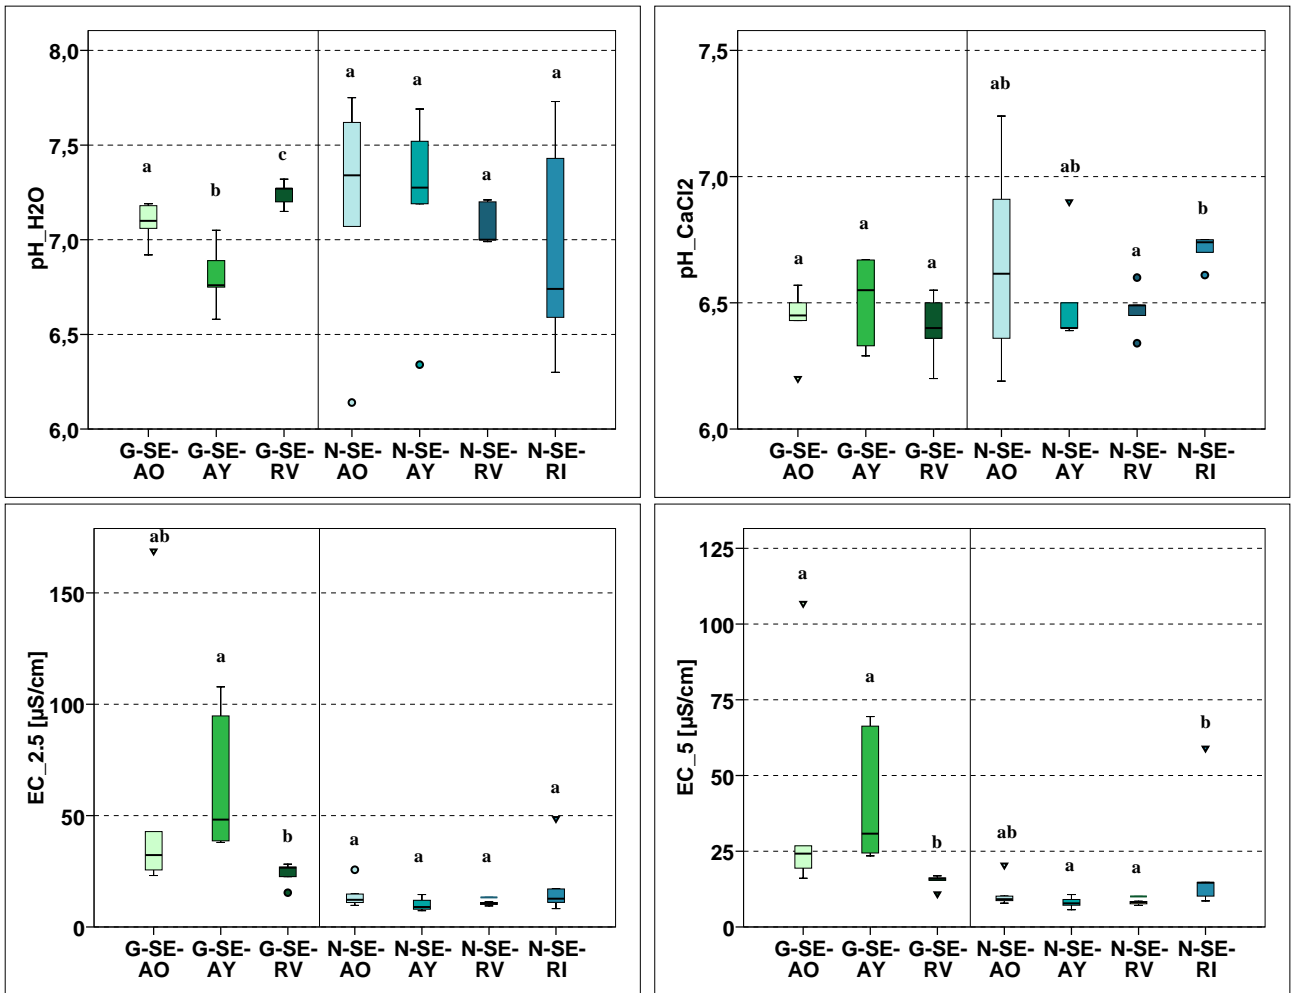 8,0
7,5
7,0
6,5
6,0
pH_H2O
a
b
c
a
a
a
a
G-SE-
AO
G-SE-
AY
G-SE-
RV
N-SE-
AO
N-SE-
AY
N-SE-
RV
N-SE-
RI
7,5
7,0
6,5
6,0
pH_CaCl2
a
a
a
ab
ab
a
b
G-SE-
AO
G-SE-
AY
G-SE-
RV
N-SE-
AO
N-SE-
AY
N-SE-
RV
N-SE-
RI
150
100
50
0
EC_2.5 [µS/cm]
ab
a
b
a
a
a
a
G-SE-
AO
G-SE-
AY
G-SE-
RV
N-SE-
AO
N-SE-
AY
N-SE-
RV
N-SE-
RI
125
100
75
50
25
0
EC_5 [µS/cm]
a
a
b
ab
a
a
b
G-SE-
AO
G-SE-
AY
G-SE-
RV
N-SE-
AO
N-SE-
AY
N-SE-
RV
N-SE-
RI